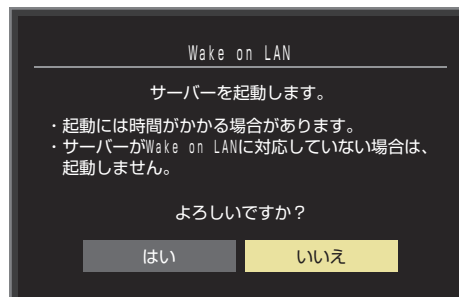 Wake on LAN
サーバーを起動します。
・起動には時間がかかる場合があります。
・サーバーがWake on LANに対応していない場合は、
起動しません。
よろしいですか？
はい
いいえ